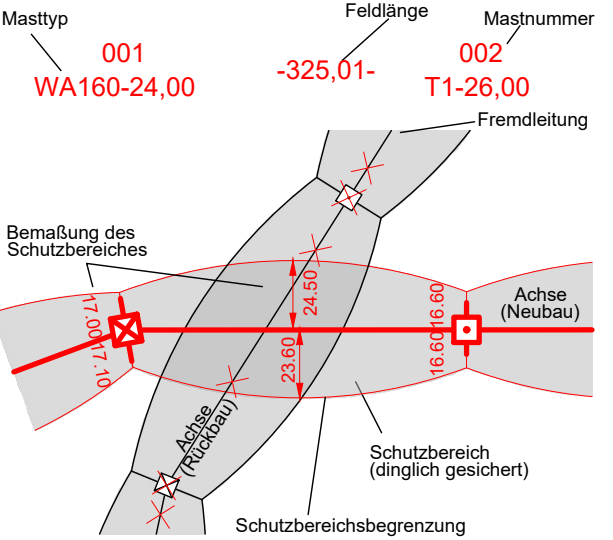 Masttyp
Feldlänge
Mastnummer
001
WA160-24,00
-325,01-
002
T1-26,00
Fremdleitung
Bemaßung des
Schutzbereiches
17.00
17.10
24.50
23.60
16.60
16.60
Achse
(Neubau)
Achse
(Rückbau)
Schutzbereich
(dinglich gesichert)
Schutzbereichsbegrenzung